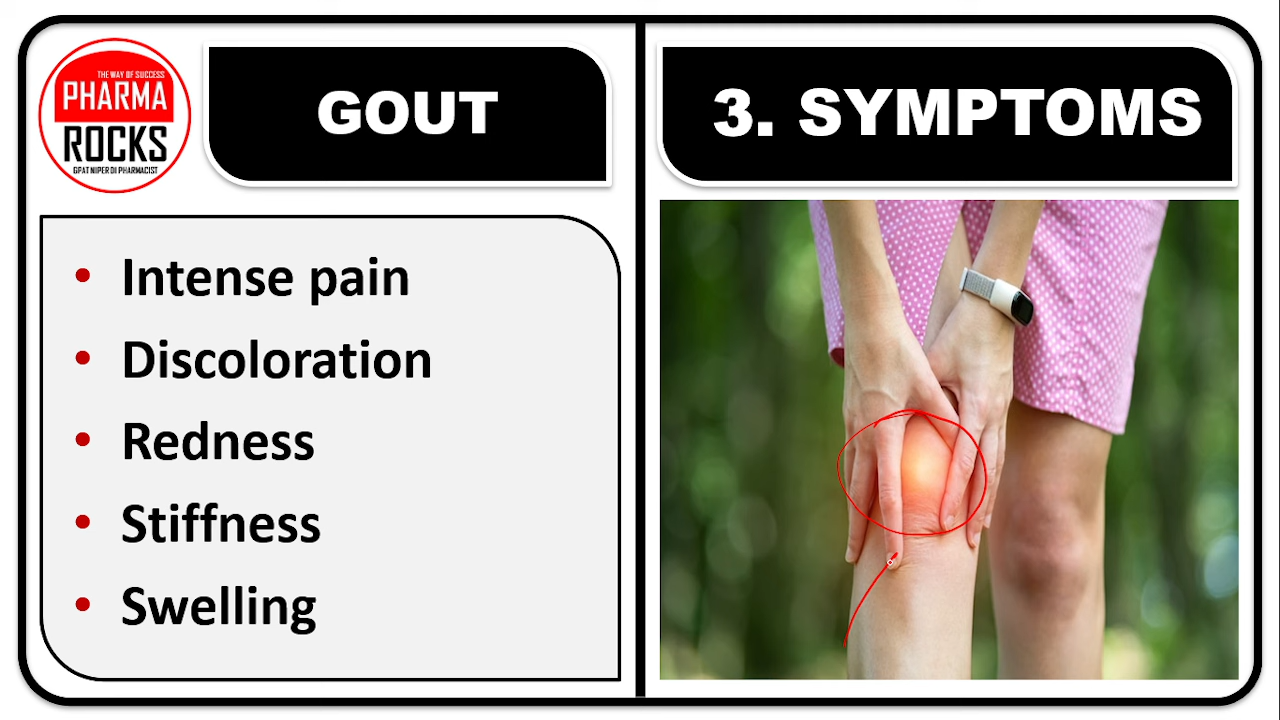 THE WAY OF SUCCESS
PHARMA
ROCKS
GPAT NIPER DI PHARMACIST
GOUT
3. SYMPTOMS
• Intense pain
• Discoloration
• Redness
• Stiffness
• Swelling